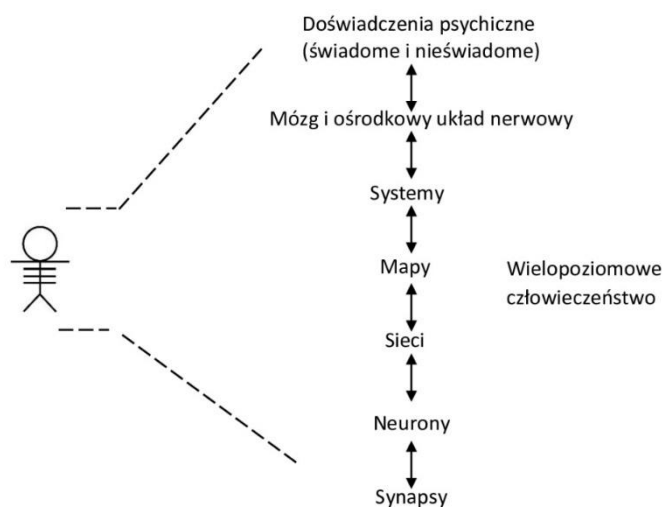 Doświadczenia psychiczne
(świadome i nieświadome)
Mózg i ośrodkowy układ nerwowy
Systemy
Mapy
Wielopoziomowe
człowieczeństwo
Sieci
Neurony
Synapsy